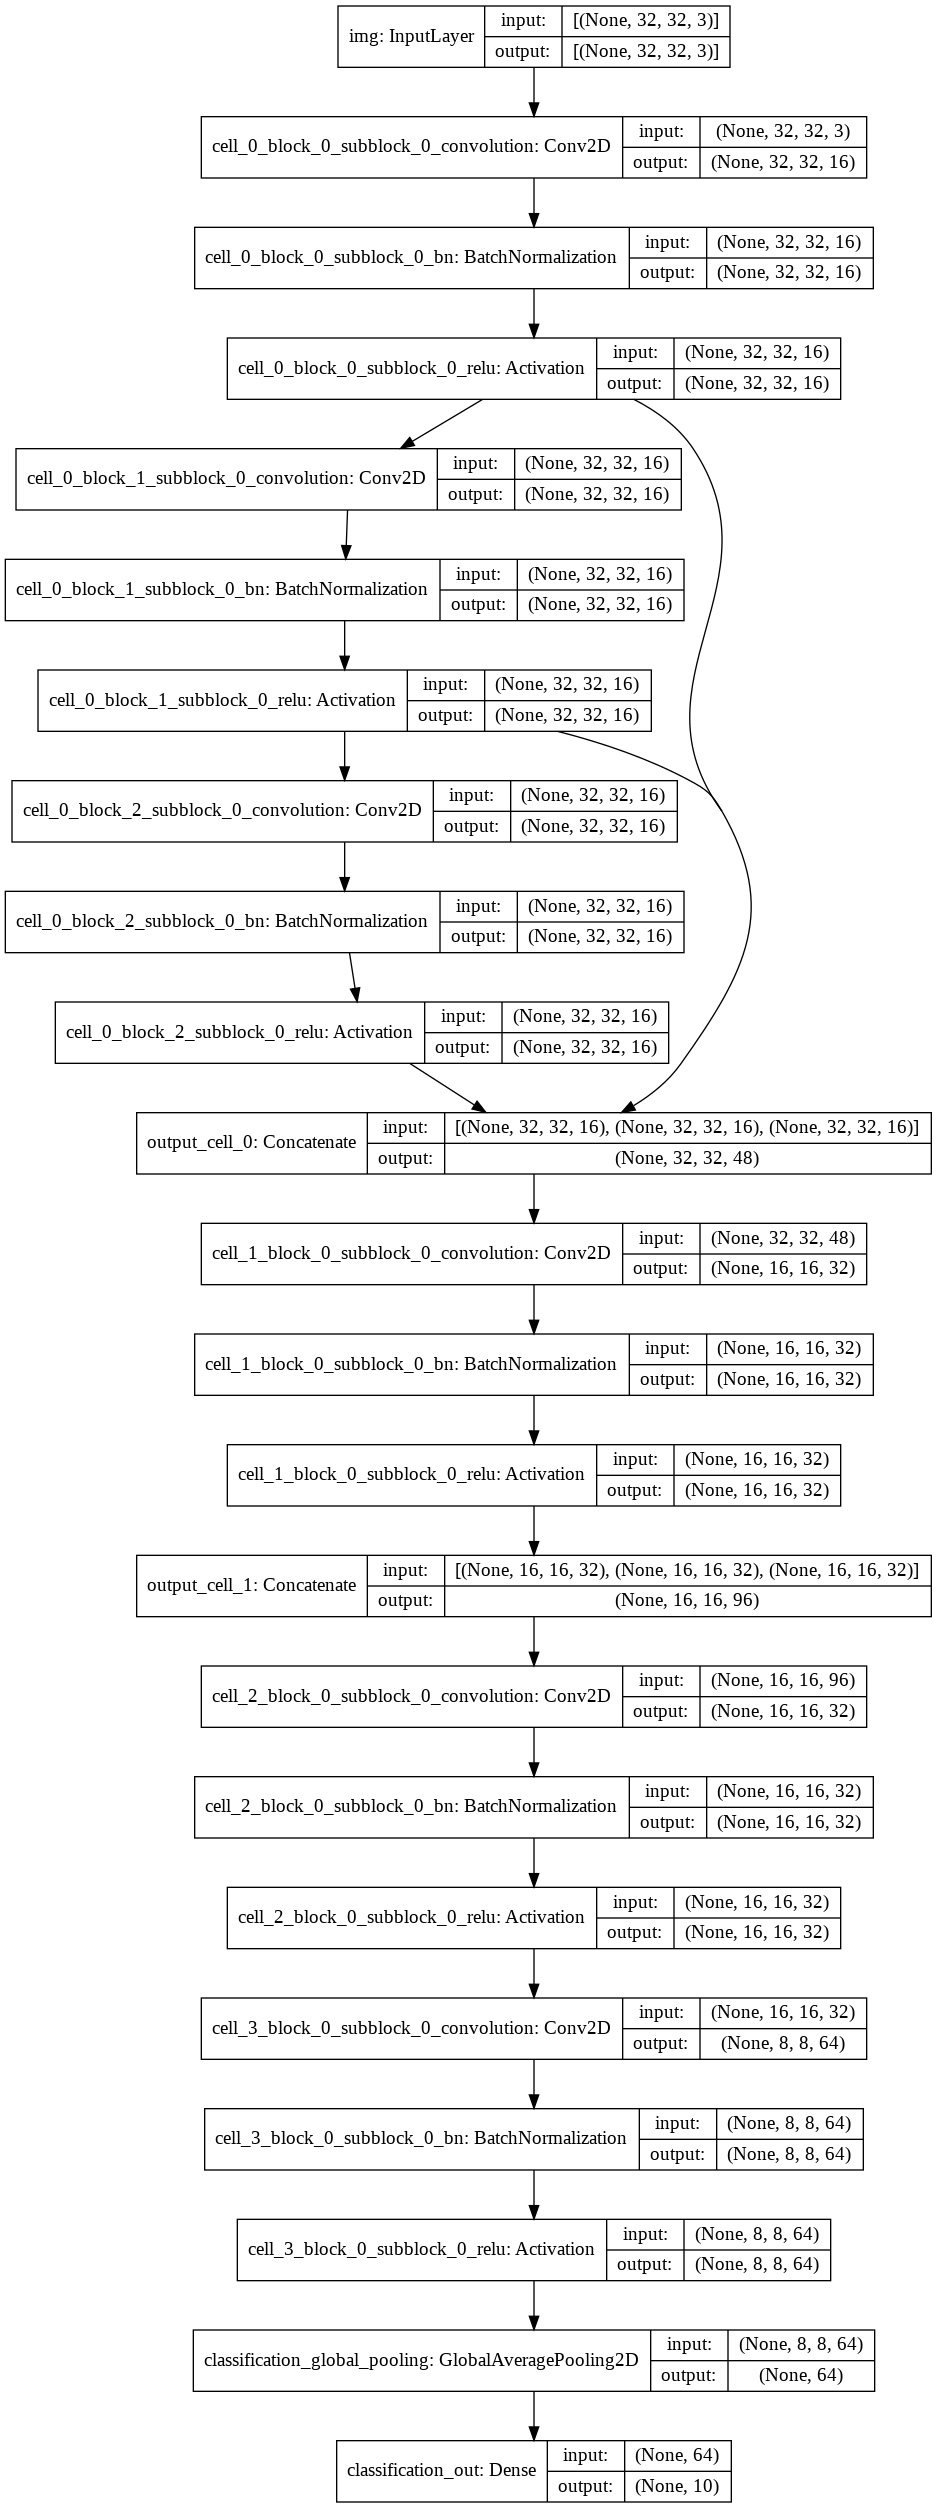 img: InputLayer
input:
[(None, 32, 32, 3)]
output:
[(None, 32, 32, 3)]
cell_0_block_0_subblock_0_convolution: Conv2D
input:
(None, 32, 32, 3)
output:
(None, 32, 32, 16)
cell_0_block_0_subblock_0_bn: BatchNormalization
input:
(None, 32, 32, 16)
output:
(None, 32, 32, 16)
cell_0_block_0_subblock_0_relu: Activation
input:
(None, 32, 32, 16)
output:
(None, 32, 32, 16)
cell_0_block_1_subblock_0_convolution: Conv2D
input:
(None, 32, 32, 16)
output:
(None, 32, 32, 16)
cell_0_block_1_subblock_0_bn: BatchNormalization
input:
(None, 32, 32, 16)
output:
(None, 32, 32, 16)
cell_0_block_1_subblock_0_relu: Activation
input:
(None, 32, 32, 16)
output:
(None, 32, 32, 16)
cell_0_block_2_subblock_0_convolution: Conv2D
input:
(None, 32, 32, 16)
output:
(None, 32, 32, 16)
cell_0_block_2_subblock_0_bn: BatchNormalization
input:
(None, 32, 32, 16)
output:
(None, 32, 32, 16)
cell_0_block_2_subblock_0_relu: Activation
input:
(None, 32, 32, 16)
output:
(None, 32, 32, 16)
output_cell_0: Concatenate
input:
[(None, 32, 32, 16), (None, 32, 32, 16), (None, 32, 32, 16)]
output:
(None, 32, 32, 48)
cell_1_block_0_subblock_0_convolution: Conv2D
input:
(None, 32, 32, 48)
output:
(None, 16, 16, 32)
cell_1_block_0_subblock_0_bn: BatchNormalization
input:
(None, 16, 16, 32)
output:
(None, 16, 16, 32)
cell_1_block_0_subblock_0_relu: Activation
input:
(None, 16, 16, 32)
output:
(None, 16, 16, 32)
output_cell_1: Concatenate
input:
[(None, 16, 16, 32), (None, 16, 16, 32), (None, 16, 16, 32)]
output:
(None, 16, 16, 96)
cell_2_block_0_subblock_0_convolution: Conv2D
input:
(None, 16, 16, 96)
output:
(None, 16, 16, 32)
cell_2_block_0_subblock_0_bn: BatchNormalization
input:
(None, 16, 16, 32)
output:
(None, 16, 16, 32)
cell_2_block_0_subblock_0_relu: Activation
input:
(None, 16, 16, 32)
output:
(None, 16, 16, 32)
cell_3_block_0_subblock_0_convolution: Conv2D
input:
(None, 16, 16, 32)
output:
(None, 8, 8, 64)
cell_3_block_0_subblock_0_bn: BatchNormalization
input:
(None, 8, 8, 64)
output:
(None, 8, 8, 64)
cell_3_block_0_subblock_0_relu: Activation
input:
(None, 8, 8, 64)
output:
(None, 8, 8, 64)
classification_global_pooling: GlobalAveragePooling2D
input:
(None, 8, 8, 64)
output:
(None, 64)
classification_out: Dense
input:
(None, 64)
output:
(None, 10)